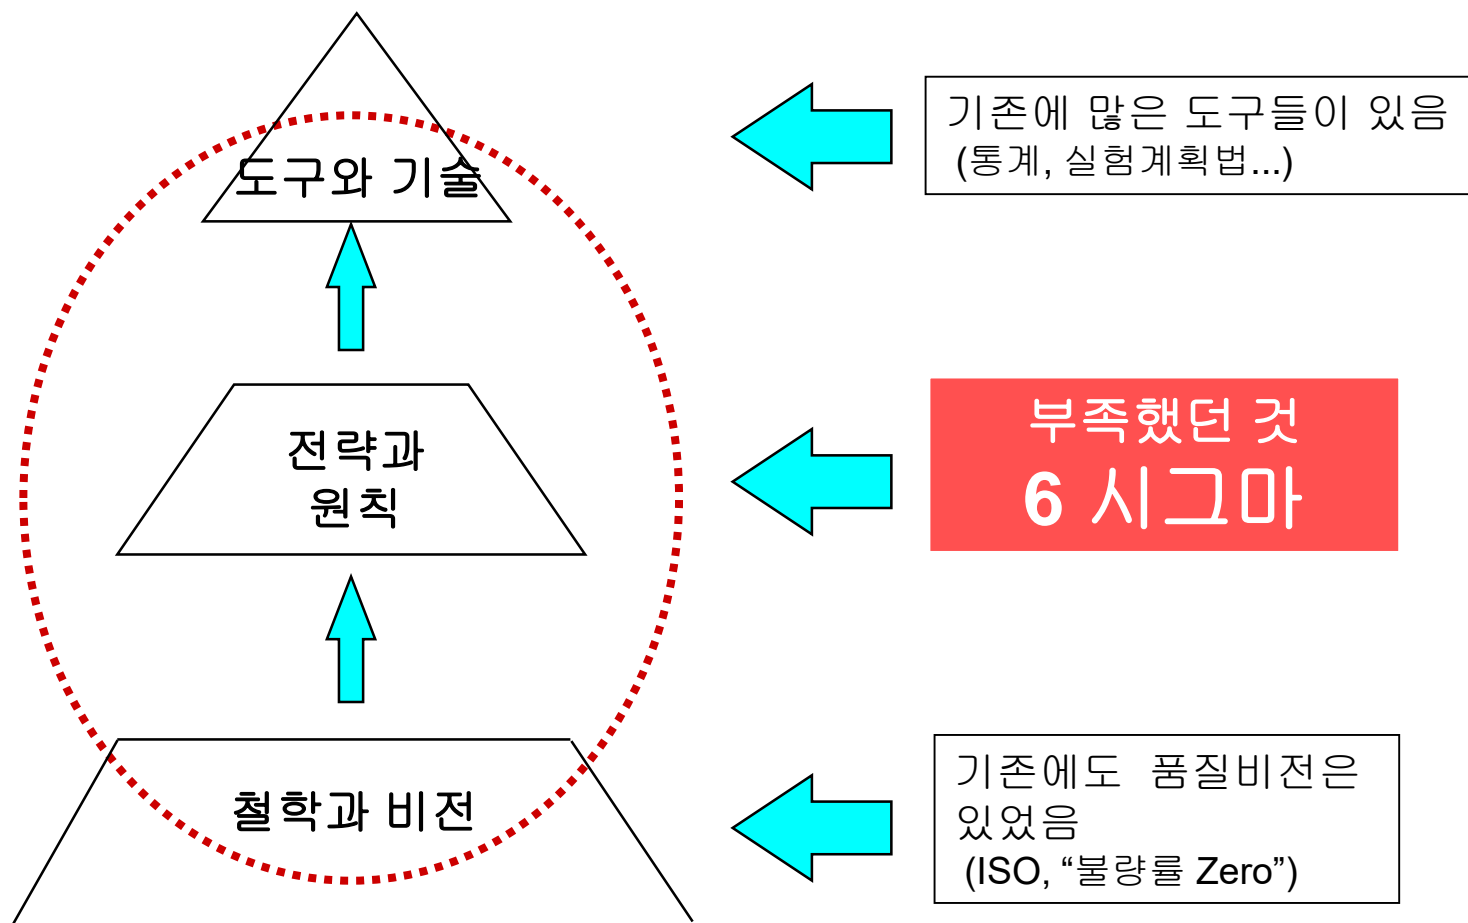 도구와 기술
기존에 많은 도구들이 있음
(통계, 실험계획법...)
전략과
원칙
부족했던 것
6 시그마
철학과 비전
기존에도 품질비전은
있었음
(ISO, “불량률 Zero”)